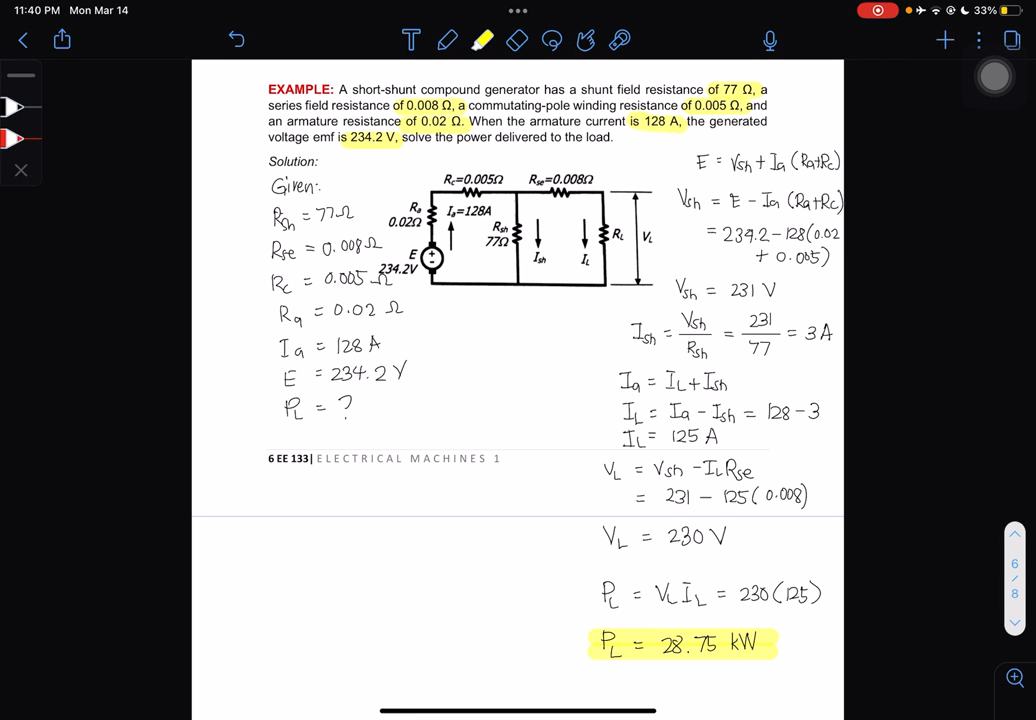 11:40 PM Mon Mar 14
33%
EXAMPLE: A short-shunt compound generator has a shunt field resistance of 77 Ω, a
series field resistance of 0.008 Ω, a commutating-pole winding resistance of 0.005 Ω, and
an armature resistance of 0.02 Ω. When the armature current is 128 A, the generated
voltage emf is 234.2 V, solve the power delivered to the load.
Solution:
Given:
Rsh = 77Ω
Rse = 0.008Ω
Rc = 0.005Ω
Ra = 0.02 Ω
Ia = 128 A
E = 234.2 V
PL = ?
Rc=0.005Ω Rse=0.008Ω
Ra
0.02Ω
Ia=128A
Rsh
77Ω
E
234.2V
Ish
IL
RL
VL
E = Vsh + Ia (Ra+Rc)
Vsh = E - Ia (Ra+Rc)
= 234.2 - 128(0.02
+ 0.005)
Vsh = 231 V
Ish = Vsh/Rsh = 231/77 = 3 A
Ia = IL + Ish
IL = Ia - Ish = 128 - 3
IL = 125 A
VL = Vsh - ILRse
= 231 - 125(0.008)
VL = 230 V
PL = VLIL = 230(125)
PL = 28.75 kW
6 EE 133| ELECTRICAL MACHINES 1
6
/
8